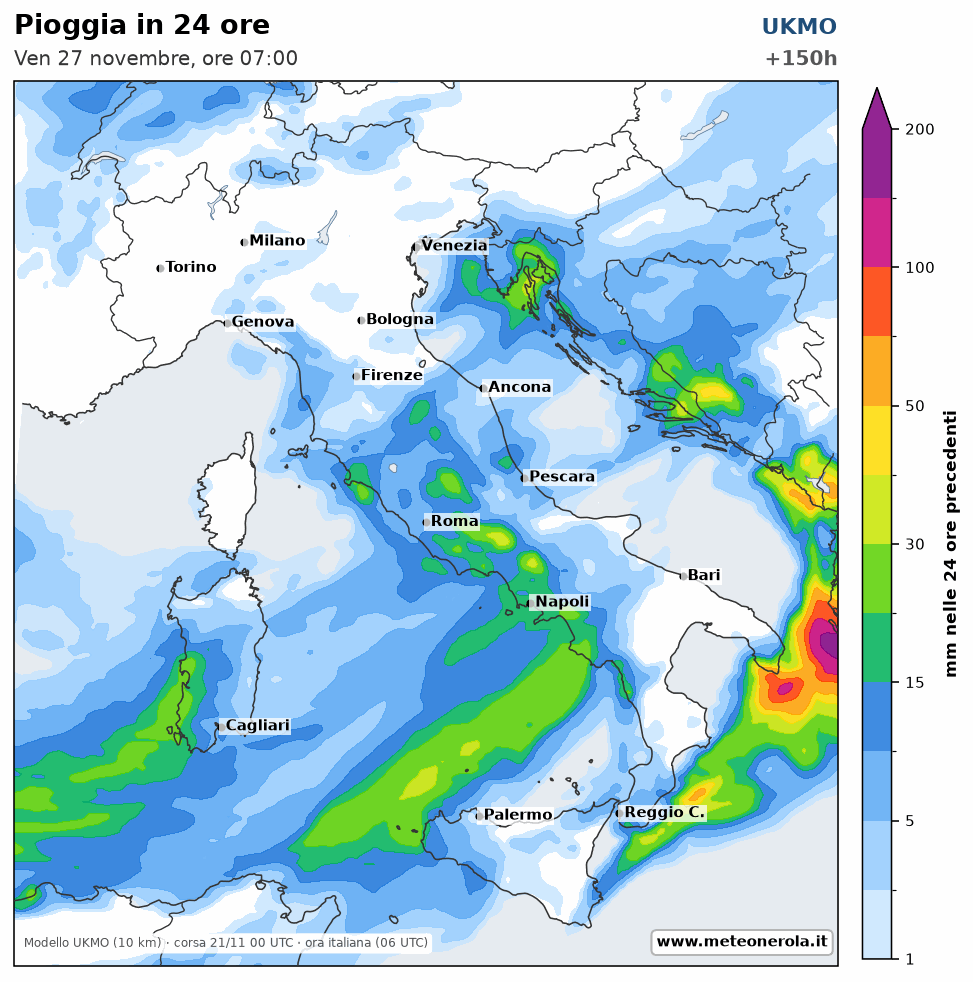 Pioggia in 24 ore
UKMO
Ven 27 novembre, ore 07:00
+150h
200
Venezia
Milano
Torino
100
Genova
Bologna
Firenze
Ancona
50
Pescara
Roma
30
Bari
Napoli
mm nelle 24 ore precedenti
15
Cagliari
Palermo
Reggio C.
5
Modello UKMO (10 km) · corsa 21/11 00 UTC · ora italiana (06 UTC)
www.meteonerola.it
1